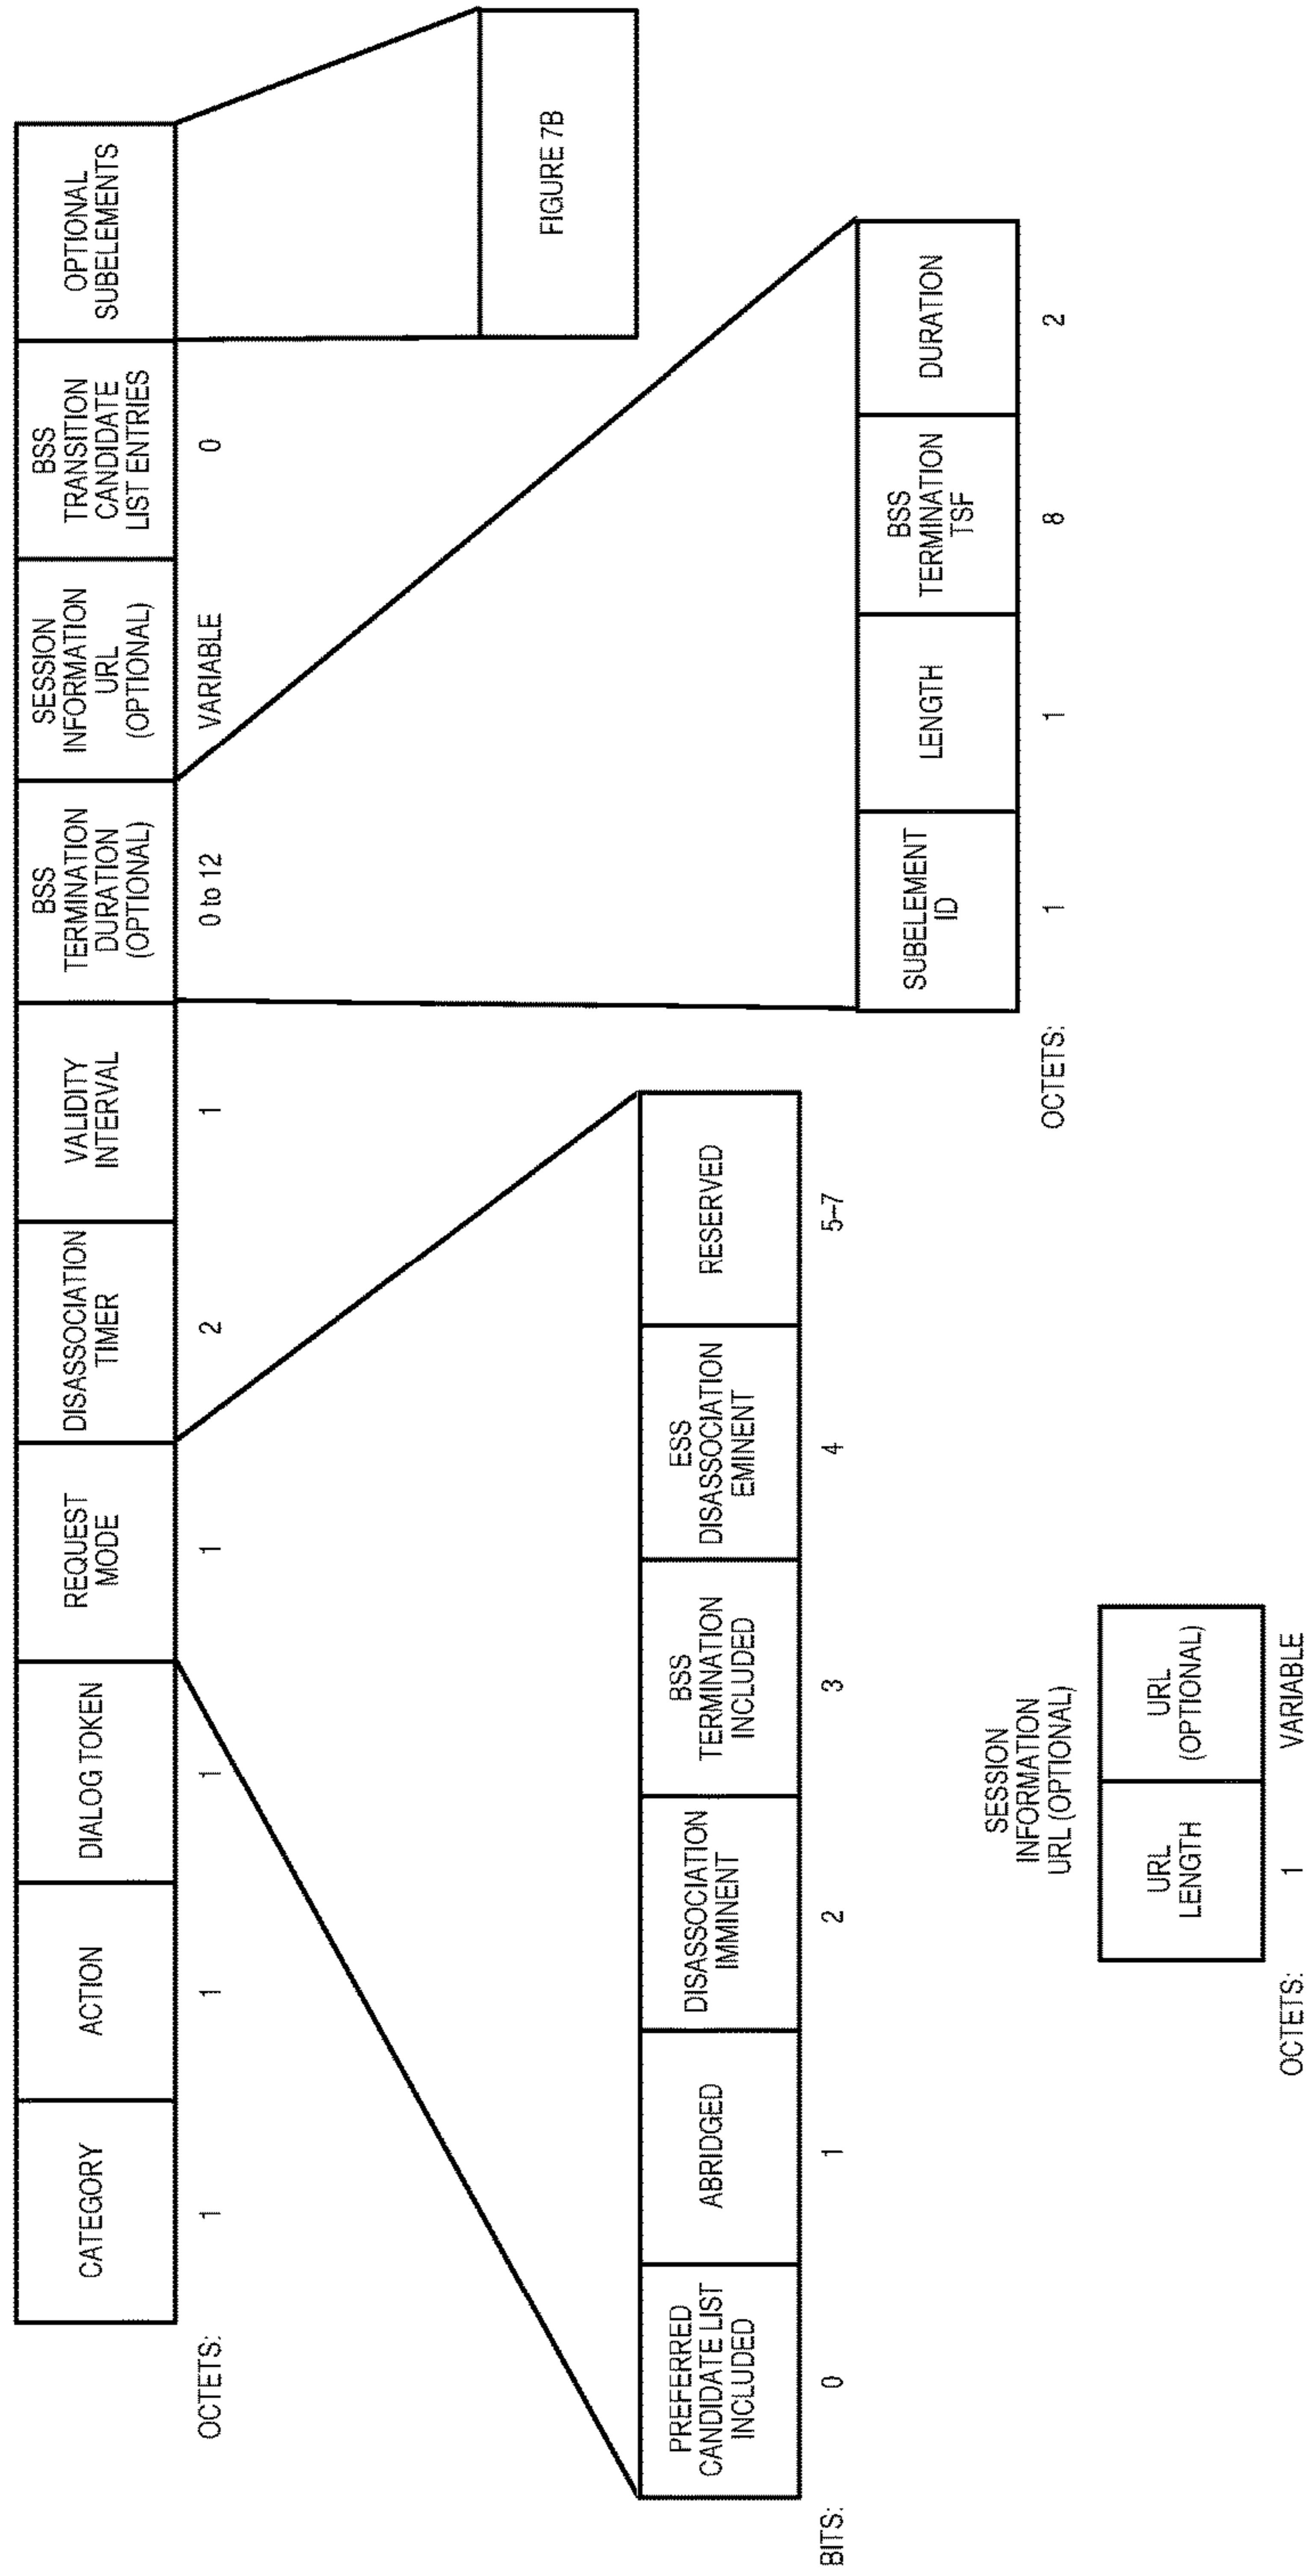 CATEGORY
ACTION
DIALOG TOKEN
REQUEST
MODE
DISASSOCIATION
TIMER
VALIDITY
INTERVAL
BSS
TERMINATION
DURATION
(OPTIONAL)
SESSION
INFORMATION
URL
(OPTIONAL)
BSS
TRANSITION
CANDIDATE
LIST ENTRIES
OPTIONAL
SUBELEMENTS
OCTETS:
1
1
1
1
2
1
0 to 12
VARIABLE
0
FIGURE 7B
PREFERRED
CANDIDATE LIST
INCLUDED
ABRIDGED
DISASSOCIATION
IMMINENT
BSS
TERMINATION
INCLUDED
ESS
DISASSOCIATION
EMINENT
RESERVED
BITS:
0
1
2
3
4
5–7
SUBELEMENT
ID
LENGTH
BSS
TERMINATION
TSF
DURATION
OCTETS:
1
1
8
2
SESSION
INFORMATION
URL (OPTIONAL)
URL
LENGTH
URL
(OPTIONAL)
OCTETS:
1
VARIABLE